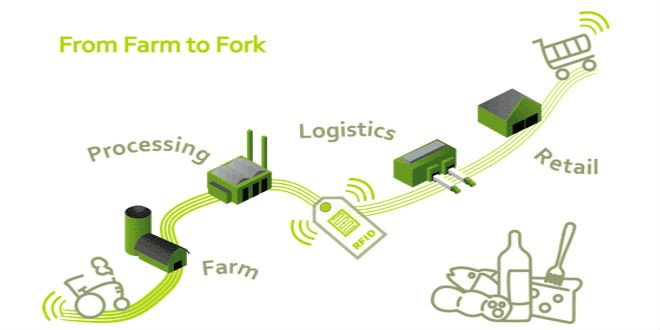 From Farm to Fork
Processing
Logistics
Retail
RFID
Farm